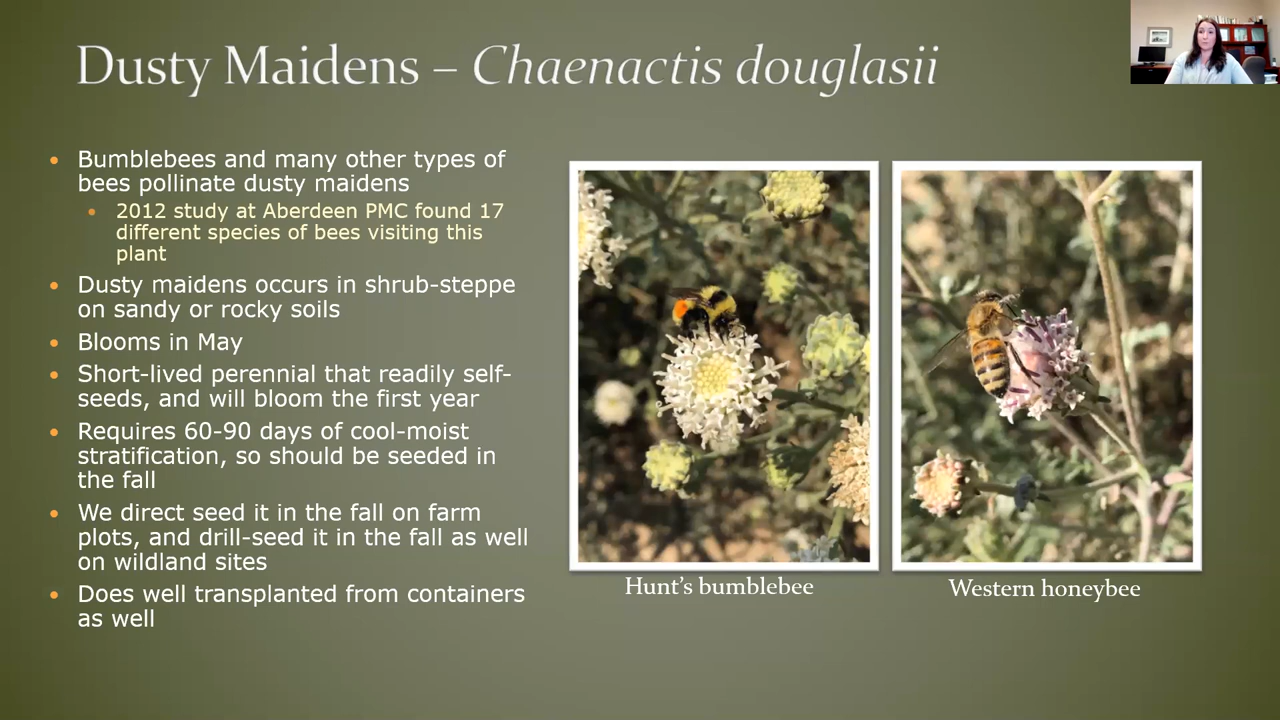 Dusty Maidens – Chaenactis douglasii
Bumblebees and many other types of
bees pollinate dusty maidens
2012 study at Aberdeen PMC found 17
different species of bees visiting this
plant
Dusty maidens occurs in shrub-steppe
on sandy or rocky soils
Blooms in May
Short-lived perennial that readily self-
seeds, and will bloom the first year
Requires 60-90 days of cool-moist
stratification, so should be seeded in
the fall
We direct seed it in the fall on farm
plots, and drill-seed it in the fall as well
on wildland sites
Does well transplanted from containers
as well
Hunt's bumblebee
Western honeybee